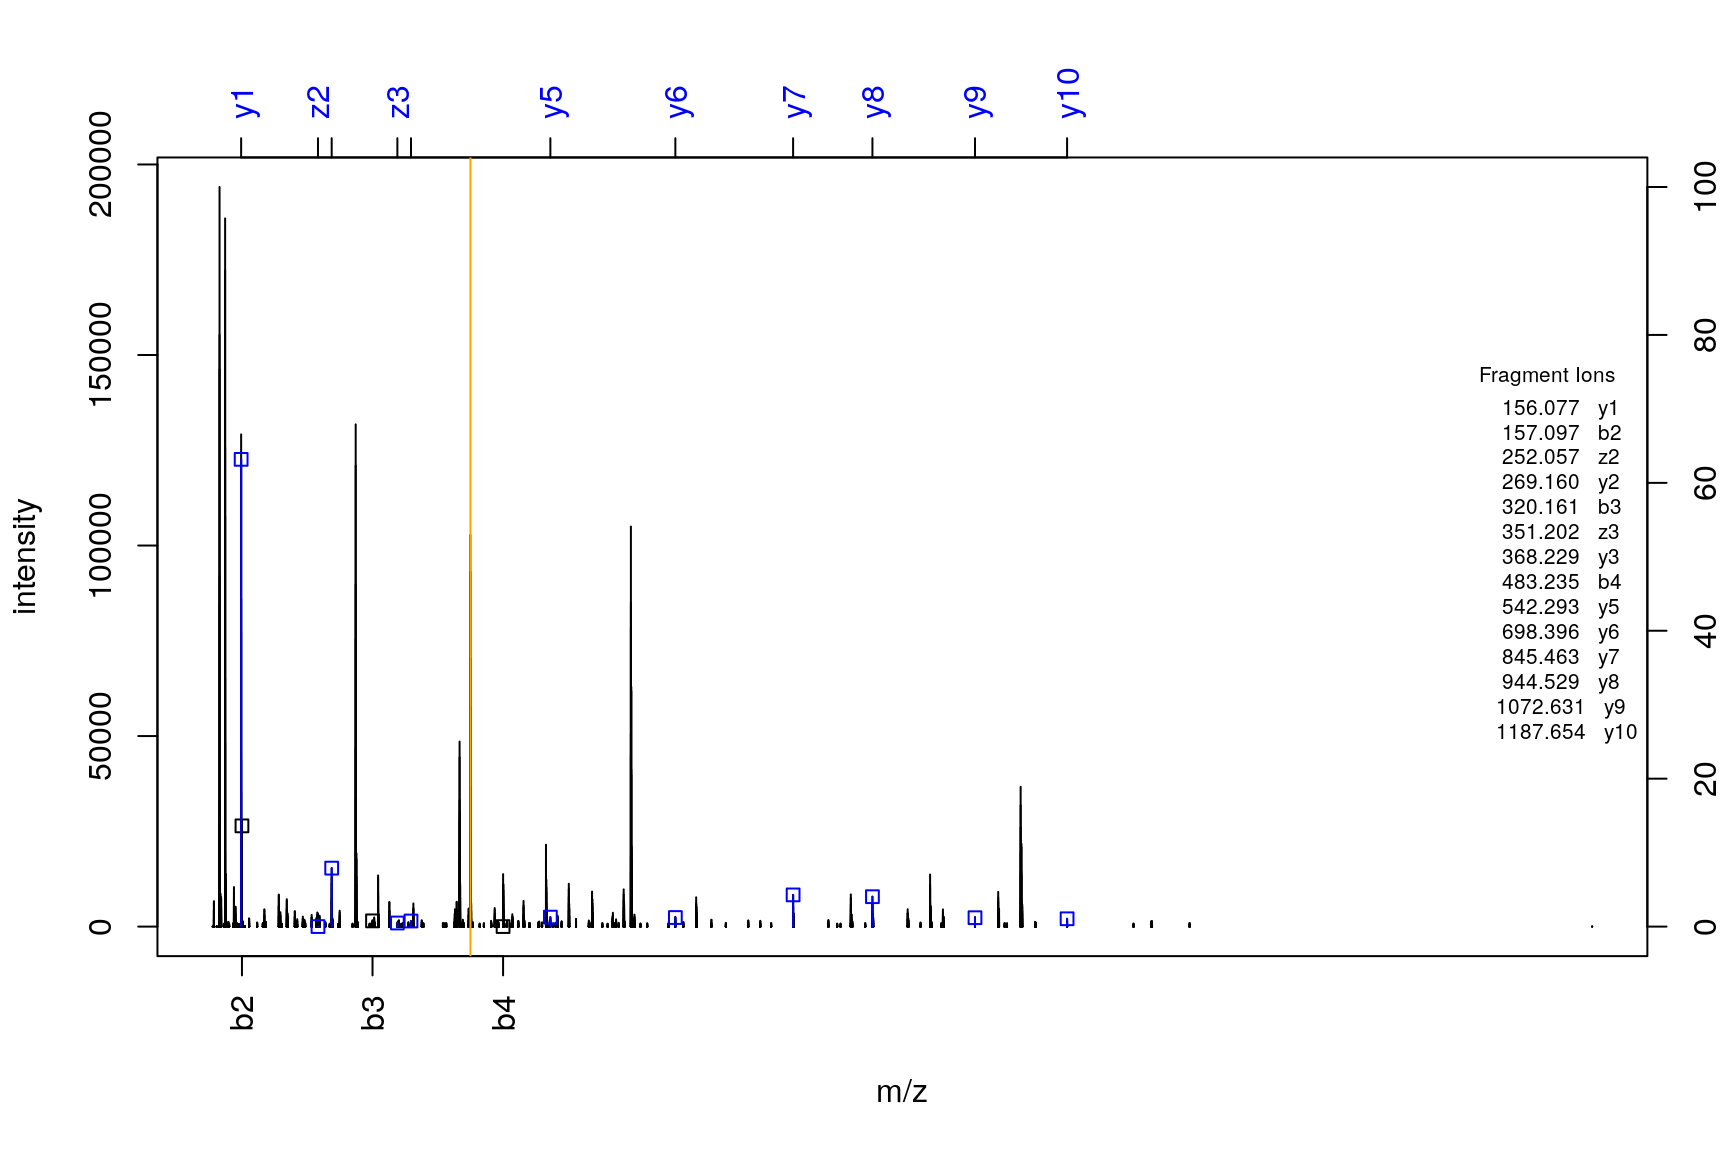 y1 z2 z3 y5 y6 y7 y8 y9 y10
200000
150000
100000
50000
0
intensity
100
80
60
40
20
0
Fragment Ions
156.077 y1
157.097 b2
252.057 z2
269.160 y2
320.161 b3
351.202 z3
368.229 y3
483.235 b4
542.293 y5
698.396 y6
845.463 y7
944.529 y8
1072.631 y9
1187.654 y10
b2 b3 b4
m/z